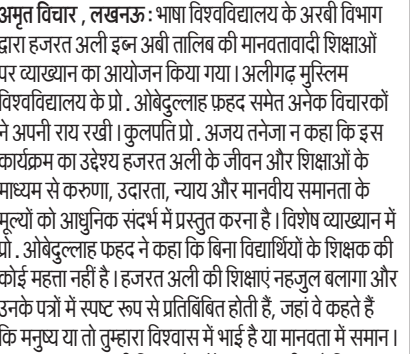 अमृत विचार , लखनऊ : भाषा विश्वविद्यालय के अरबी विभाग
द्वारा हजरत अली इब्न अबी तालिब की मानवतावादी शिक्षाओं
पर व्याख्यान का आयोजन किया गया । अलीगढ़ मुस्लिम
विश्वविद्यालय के प्रो . ओबेदुल्लाह फ़हद समेत अनेक विचारकों
ने अपनी राय रखी । कुलपति प्रो . अजय तनेजा न कहा कि इस
कार्यक्रम का उद्देश्य हजरत अली के जीवन और शिक्षाओं के
माध्यम से करुणा, उदारता, न्याय और मानवीय समानता के
मूल्यों को आधुनिक संदर्भ में प्रस्तुत करना है । विशेष व्याख्यान में
प्रो . ओबेदुल्लाह फहद ने कहा कि बिना विद्यार्थियों के शिक्षक की
कोई महत्ता नहीं है । हजरत अली की शिक्षाएं नहजुल बलागा और
उनके पत्रों में स्पष्ट रूप से प्रतिबिंबित होती हैं, जहां वे कहते हैं
कि मनुष्य या तो तुम्हारा विश्वास में भाई है या मानवता में समान ।